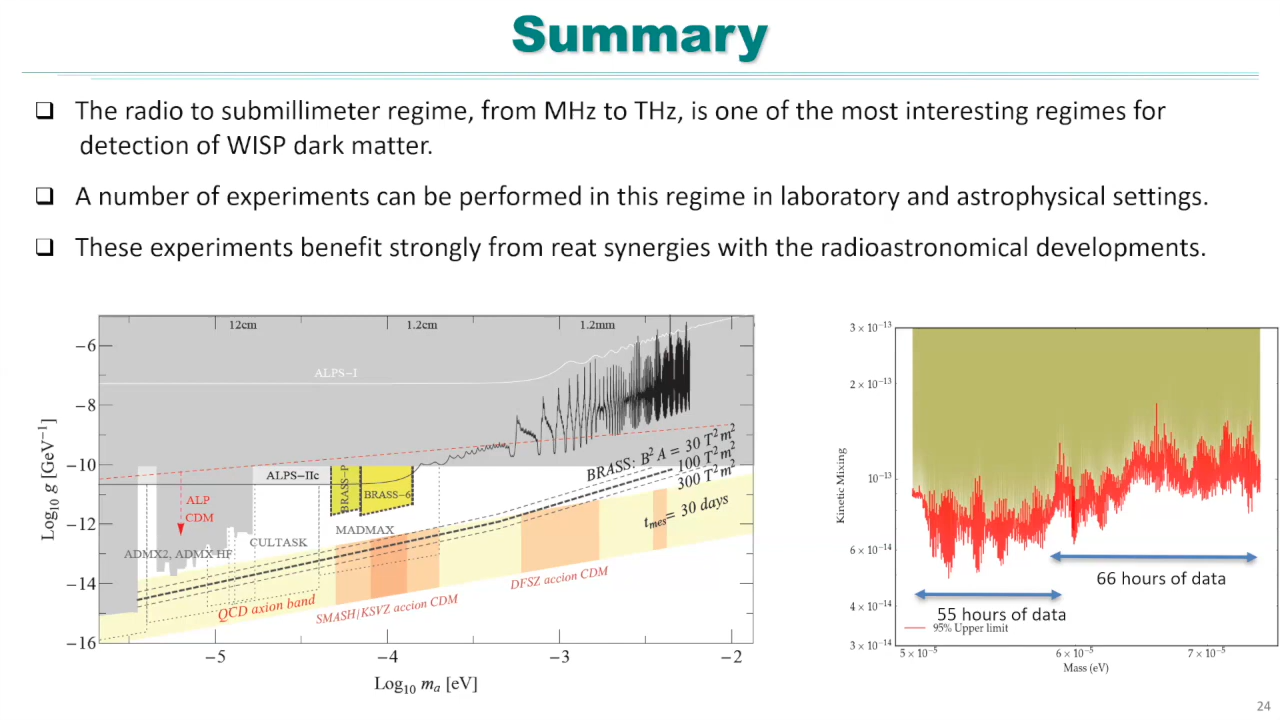 Summary
❑ The radio to submillimeter regime, from MHz to THz, is one of the most interesting regimes for
detection of WISP dark matter.
❑ A number of experiments can be performed in this regime in laboratory and astrophysical settings.
❑ These experiments benefit strongly from reat synergies with the radioastronomical developments.
12cm 1.2cm 1.2mm
−6
−8
−10
−12
−14
−16
Log₁₀ g [GeV⁻¹]
ALPS−I
ALPS−IIc
ALP
CDM
BRASS−P
BRASS−6
BRASS: B² A = 30 T² m²
100 T² m²
300 T² m²
t_mes = 30 days
MADMAX
CULTASK
ADMX2, ADMX HF
QCD axion band
SMASH/KSVZ accion CDM
DFSZ accion CDM
−5 −4 −3 −2
Log₁₀ mₐ [eV]
3 × 10⁻¹³
2 × 10⁻¹³
10⁻¹³
6 × 10⁻¹⁴
4 × 10⁻¹⁴
3 × 10⁻¹⁴
Kinetic Mixing
66 hours of data
55 hours of data
95% Upper limit
5 × 10⁻⁵ 6 × 10⁻⁵ 7 × 10⁻⁵
Mass (eV)
24